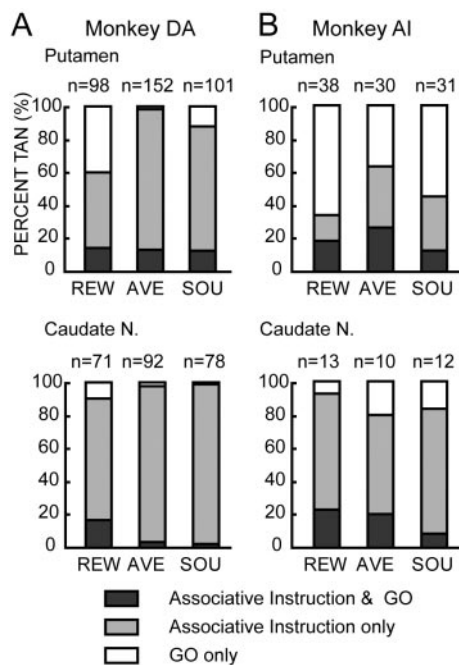 A Monkey DA B Monkey AI
Putamen Putamen
n=98 n=152 n=101 n=38 n=30 n=31
PERCENT TAN (%)
100 100
80 80
60 60
40 40
20 20
0 0
REW AVE SOU REW AVE SOU
Caudate N. Caudate N.
n=71 n=92 n=78 n=13 n=10 n=12
100 100
80 80
60 60
40 40
20 20
0 0
REW AVE SOU REW AVE SOU
Associative Instruction & GO
Associative Instruction only
GO only